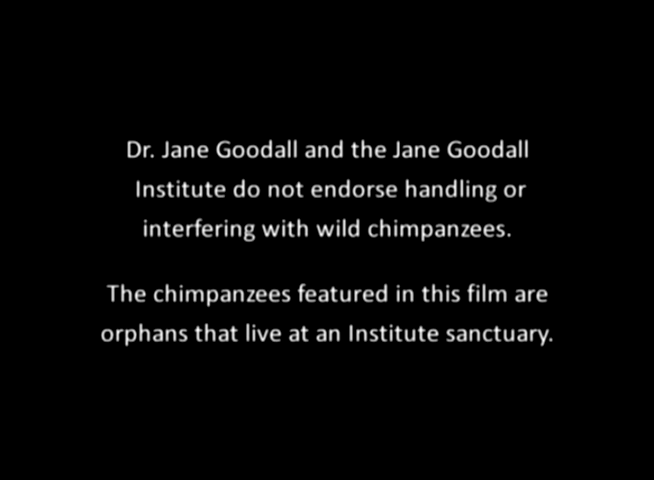 Dr. Jane Goodall and the Jane Goodall
Institute do not endorse handling or
interfering with wild chimpanzees.
The chimpanzees featured in this film are
orphans that live at an Institute sanctuary.